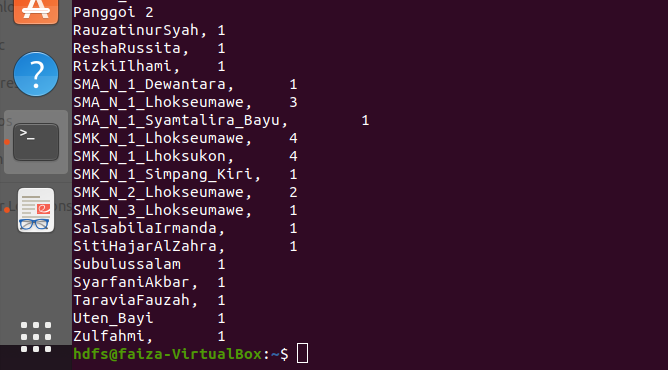 Panggoi 2
RauzatinurSyah, 1
ReshaRussita, 1
RizkiIlhami, 1
SMA_N_1_Dewantara, 1
SMA_N_1_Lhokseumawe, 3
SMA_N_1_Syamtalira_Bayu, 1
SMK_N_1_Lhokseumawe, 4
SMK_N_1_Lhoksukon, 4
SMK_N_1_Simpang_Kiri, 1
SMK_N_2_Lhokseumawe, 2
SMK_N_3_Lhokseumawe, 1
SalsabilaIrmanda, 1
SitiHajarAlZahra, 1
Subulussalam 1
SyarfaniAkbar, 1
TaraviaFauzah, 1
Uten_Bayi 1
Zulfahmi, 1
hdfs@faiza-VirtualBox:~$